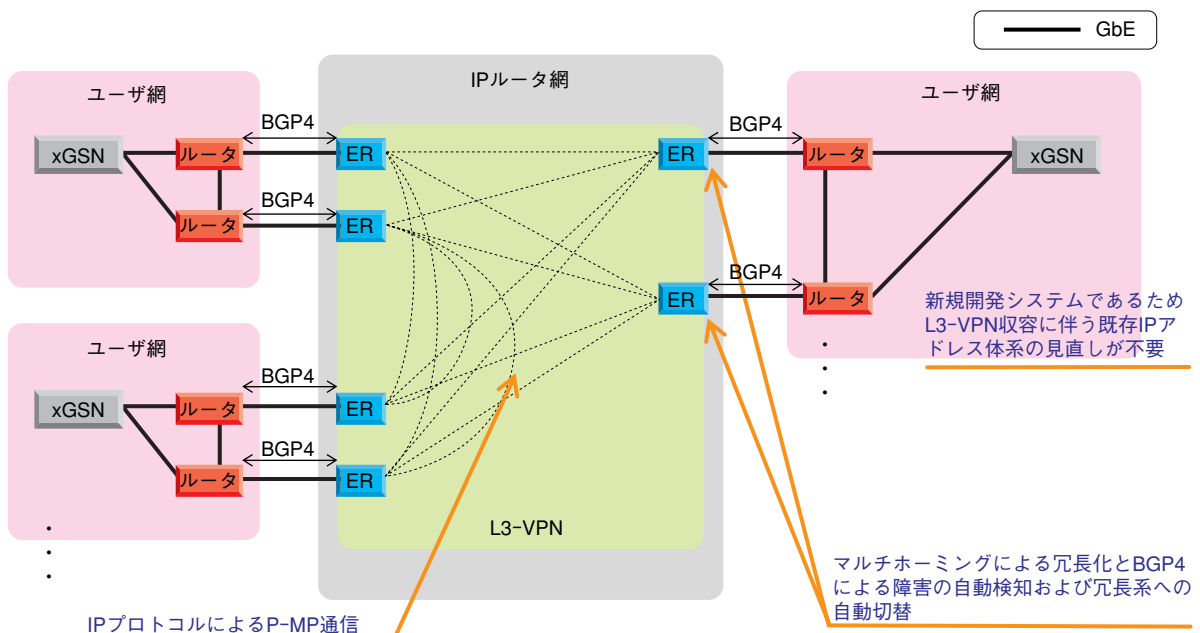 GbE
ユーザ網
IPルータ網
ユーザ網
BGP4
BGP4
xGSN
ルータ
ER
ER
ルータ
xGSN
BGP4
ルータ
ER
BGP4
ER
ルータ
新規開発システムであるため
L3-VPN収容に伴う既存IPア
ドレス体系の見直しが不要
ユーザ網
BGP4
xGSN
ルータ
ER
BGP4
ルータ
ER
L3-VPN
マルチホーミングによる冗長化とBGP4
による障害の自動検知および冗長系への
自動切替
IPプロトコルによるP-MP通信